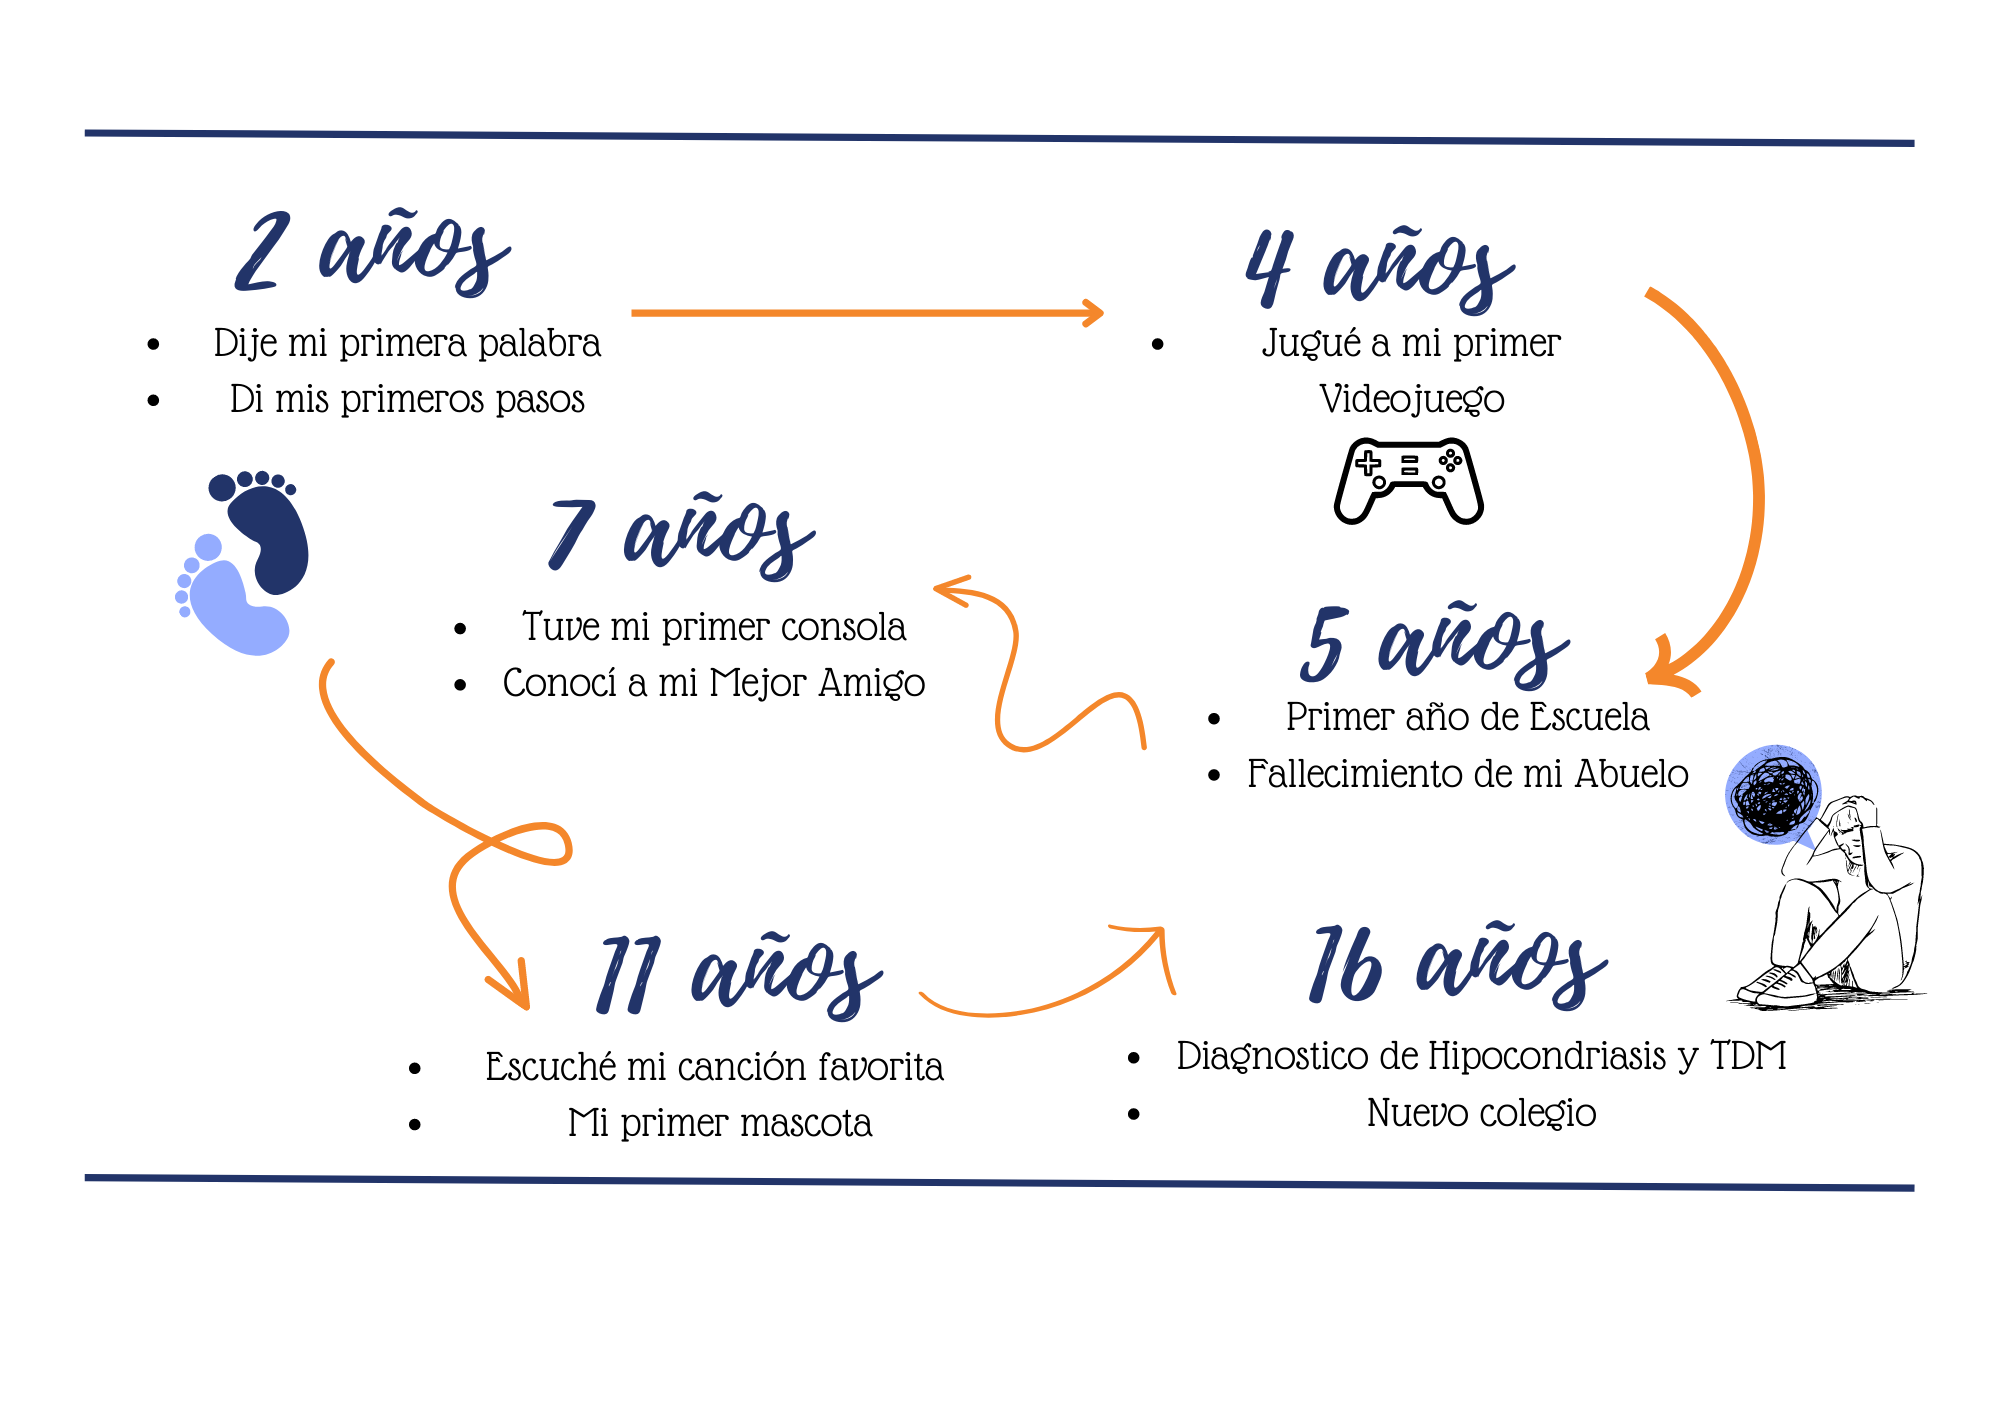 2 años
• Dije mi primera palabra
• Di mis primeros pasos
4 años
• Jugué a mi primer
Videojuego
5 años
• Primer año de Escuela
• Fallecimiento de mi Abuelo
7 años
• Tuve mi primer consola
• Conocí a mi Mejor Amigo
11 años
• Escuché mi canción favorita
• Mi primer mascota
16 años
• Diagnostico de Hipocondriasis y TDM
• Nuevo colegio